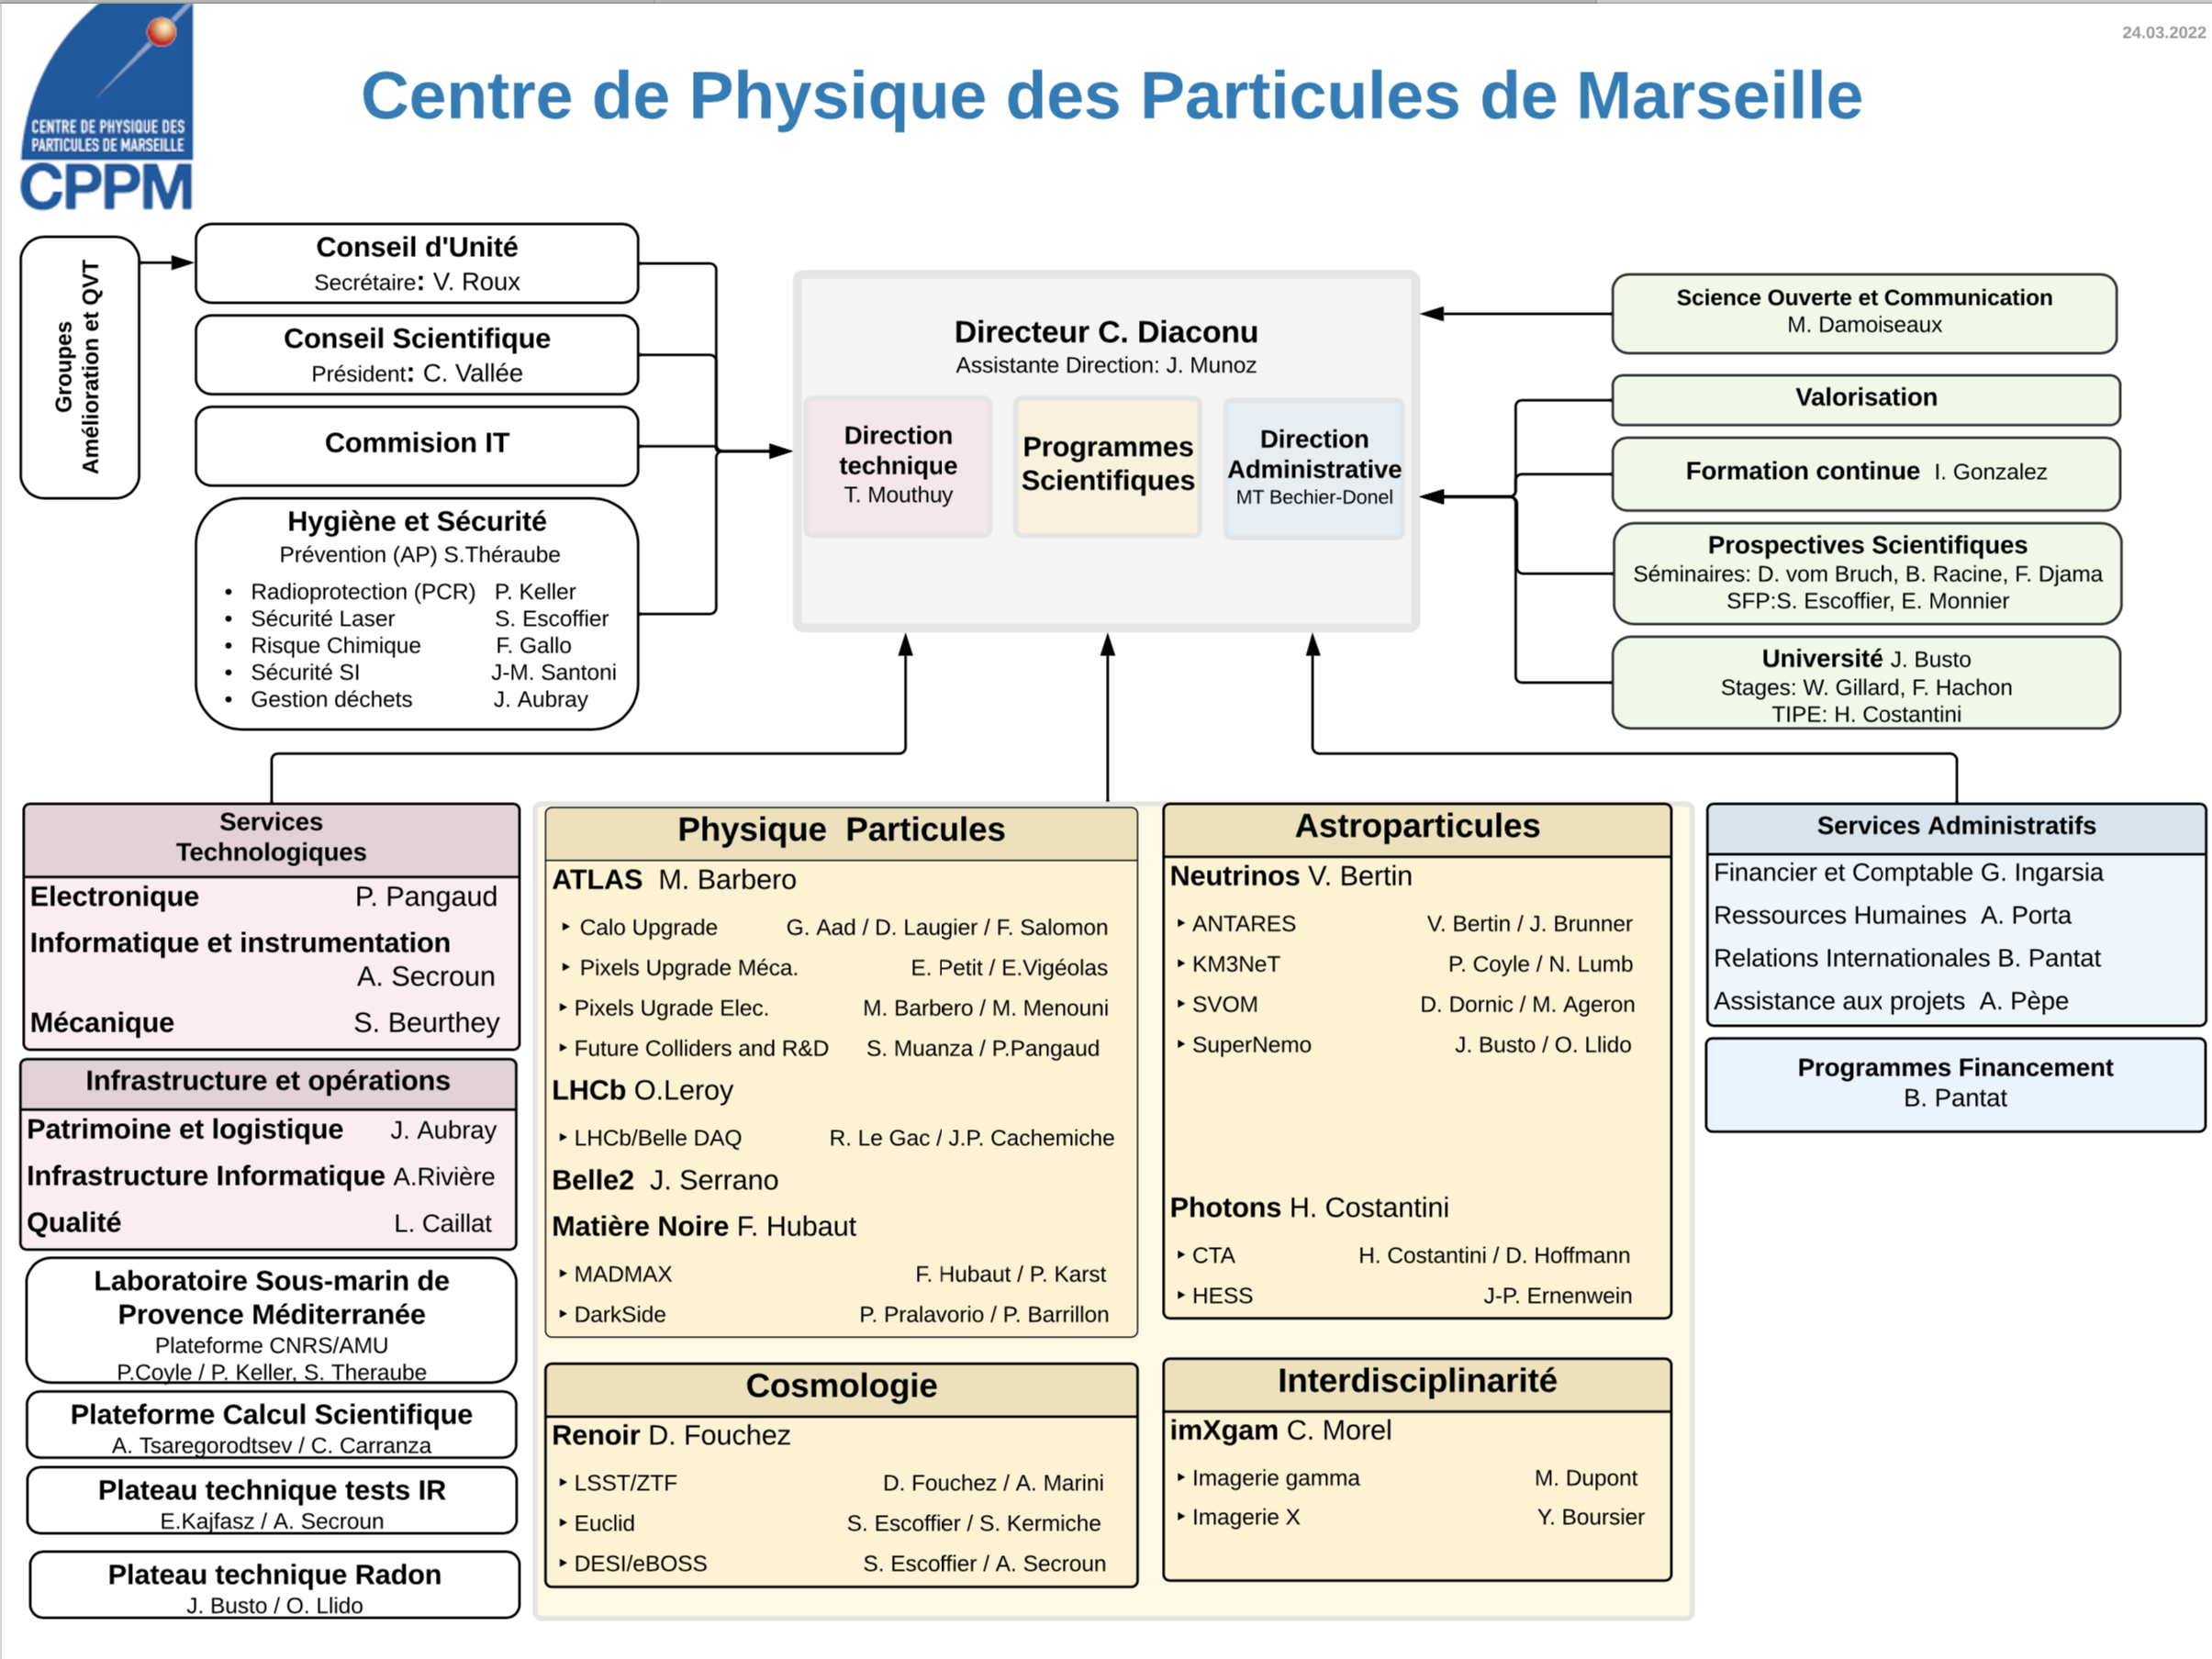 24.03.2022
Centre de Physique des Particules de Marseille
CENTRE DE PHYSIQUE DES
PARTICULES DE MARSEILLE
CPPM
Groupes
Amélioration et QVT
Conseil d'Unité
Secrétaire: V. Roux
Conseil Scientifique
Président: C. Vallée
Commision IT
Hygiène et Sécurité
Prévention (AP) S.Théraube
• Radioprotection (PCR) P. Keller
• Sécurité Laser S. Escoffier
• Risque Chimique F. Gallo
• Sécurité SI J-M. Santoni
• Gestion déchets J. Aubray
Directeur C. Diaconu
Assistante Direction: J. Munoz
Direction
technique
T. Mouthuy
Programmes
Scientifiques
Direction
Administrative
MT Bechier-Donel
Science Ouverte et Communication
M. Damoiseaux
Valorisation
Formation continue I. Gonzalez
Prospectives Scientifiques
Séminaires: D. vom Bruch, B. Racine, F. Djama
SFP:S. Escoffier, E. Monnier
Université J. Busto
Stages: W. Gillard, F. Hachon
TIPE: H. Costantini
Services
Technologiques
Electronique P. Pangaud
Informatique et instrumentation
A. Secroun
Mécanique S. Beurthey
Infrastructure et opérations
Patrimoine et logistique J. Aubray
Infrastructure Informatique A.Rivière
Qualité L. Caillat
Laboratoire Sous-marin de
Provence Méditerranée
Plateforme CNRS/AMU
P.Coyle / P. Keller, S. Theraube
Plateforme Calcul Scientifique
A. Tsaregorodtsev / C. Carranza
Plateau technique tests IR
E.Kajfasz / A. Secroun
Plateau technique Radon
J. Busto / O. Llido
Physique Particules
ATLAS M. Barbero
‣ Calo Upgrade G. Aad / D. Laugier / F. Salomon
‣ Pixels Upgrade Méca. E. Petit / E.Vigéolas
‣ Pixels Ugrade Elec. M. Barbero / M. Menouni
‣ Future Colliders and R&D S. Muanza / P.Pangaud
LHCb O.Leroy
‣ LHCb/Belle DAQ R. Le Gac / J.P. Cachemiche
Belle2 J. Serrano
Matière Noire F. Hubaut
‣ MADMAX F. Hubaut / P. Karst
‣ DarkSide P. Pralavorio / P. Barrillon
Cosmologie
Renoir D. Fouchez
‣ LSST/ZTF D. Fouchez / A. Marini
‣ Euclid S. Escoffier / S. Kermiche
‣ DESI/eBOSS S. Escoffier / A. Secroun
Astroparticules
Neutrinos V. Bertin
‣ ANTARES V. Bertin / J. Brunner
‣ KM3NeT P. Coyle / N. Lumb
‣ SVOM D. Dornic / M. Ageron
‣ SuperNemo J. Busto / O. Llido
Photons H. Costantini
‣ CTA H. Costantini / D. Hoffmann
‣ HESS J-P. Ernenwein
Interdisciplinarité
imXgam C. Morel
‣ Imagerie gamma M. Dupont
‣ Imagerie X Y. Boursier
Services Administratifs
Financier et Comptable G. Ingarsia
Ressources Humaines A. Porta
Relations Internationales B. Pantat
Assistance aux projets A. Pèpe
Programmes Financement
B. Pantat